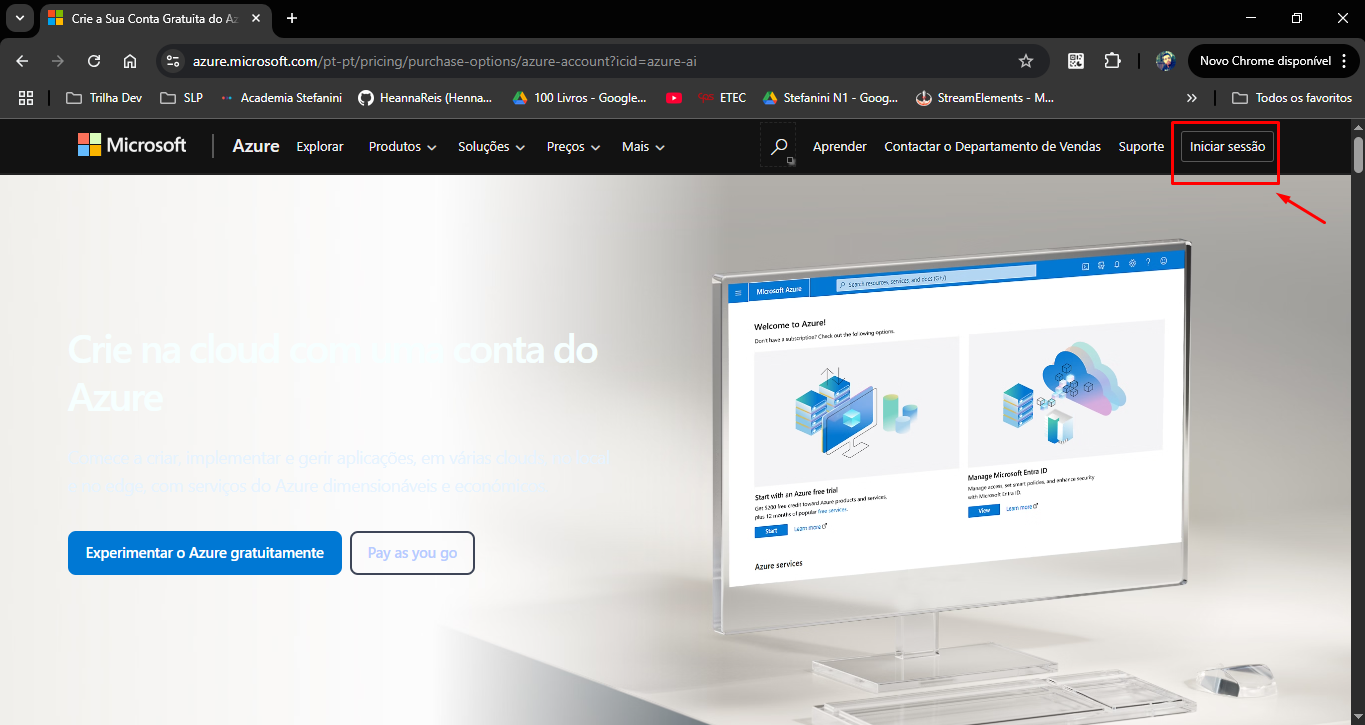 Crie a Sua Conta Gratuita do Az
Novo Chrome disponível
azure.microsoft.com/pt-pt/pricing/purchase-options/azure-account?icid=azure-ai
Trilha Dev SLP Academia Stefanini HeannaReis (Henna... 100 Livros - Google... ETEC Stefanini N1 - Goog... StreamElements - M... » Todos os favoritos
Microsoft Azure Explorar Produtos Soluções Preços Mais Aprender Contactar o Departamento de Vendas Suporte Iniciar sessão
Crie na cloud com uma conta do
Azure
Comece a criar, implementar e gerir aplicações, em várias clouds,
com serviços do Azure dimensionáveis e económicos
Experimentar o Azure gratuitamente Pay as you go
Microsoft Azure Search resources, services, and docs (G+/)
Welcome to Azure!
Don't have a subscription? Check out the following options.
Start with an Azure free trial
Get $200 free credit toward Azure products and services,
plus 12 months of popular free services.
Start Learn more
Manage Microsoft Entra ID
Manage access, set smart policies, and enhance security
with Microsoft Entra ID.
View Learn more
Azure services